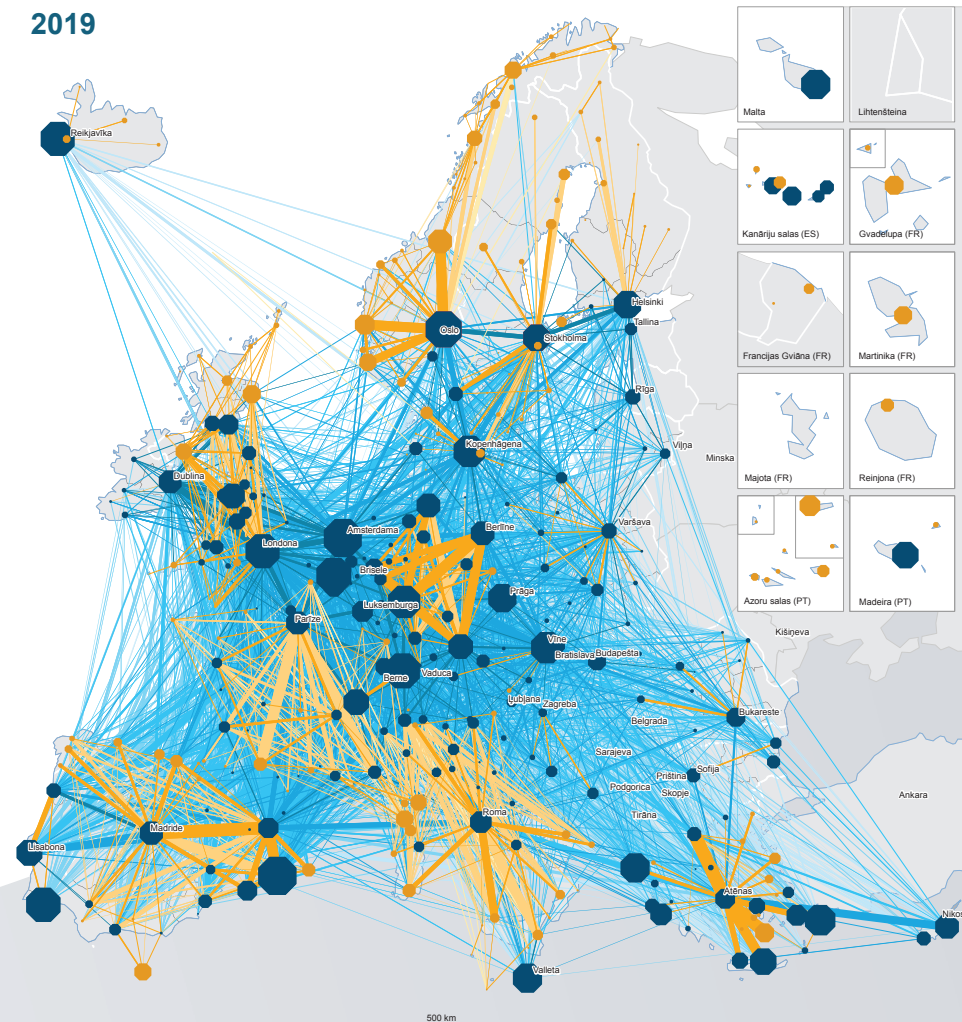 2019
Reikjavīka
Malta
Lihtenšteina
Kanāriju salas (ES)
Gvadelupa (FR)
Francijas Gviāna (FR)
Martinika (FR)
Majota (FR)
Reinjona (FR)
Azoru salas (PT)
Madeira (PT)
Helsinki
Tallina
Oslo
Stokholma
Rīga
Kopenhāgena
Viļņa
Minska
Dublina
Londona
Amsterdama
Berlīne
Varšava
Brisele
Prāga
Luksemburga
Parīze
Vīne
Bratislava
Budapešta
Kišiņeva
Berne
Vaduca
Ļubļana
Zagreba
Belgrada
Bukareste
Sarajeva
Priština
Sofija
Podgorica
Skopje
Ankara
Tirāna
Roma
Madride
Lisabona
Atēnas
Nikos
Valleta
500 km